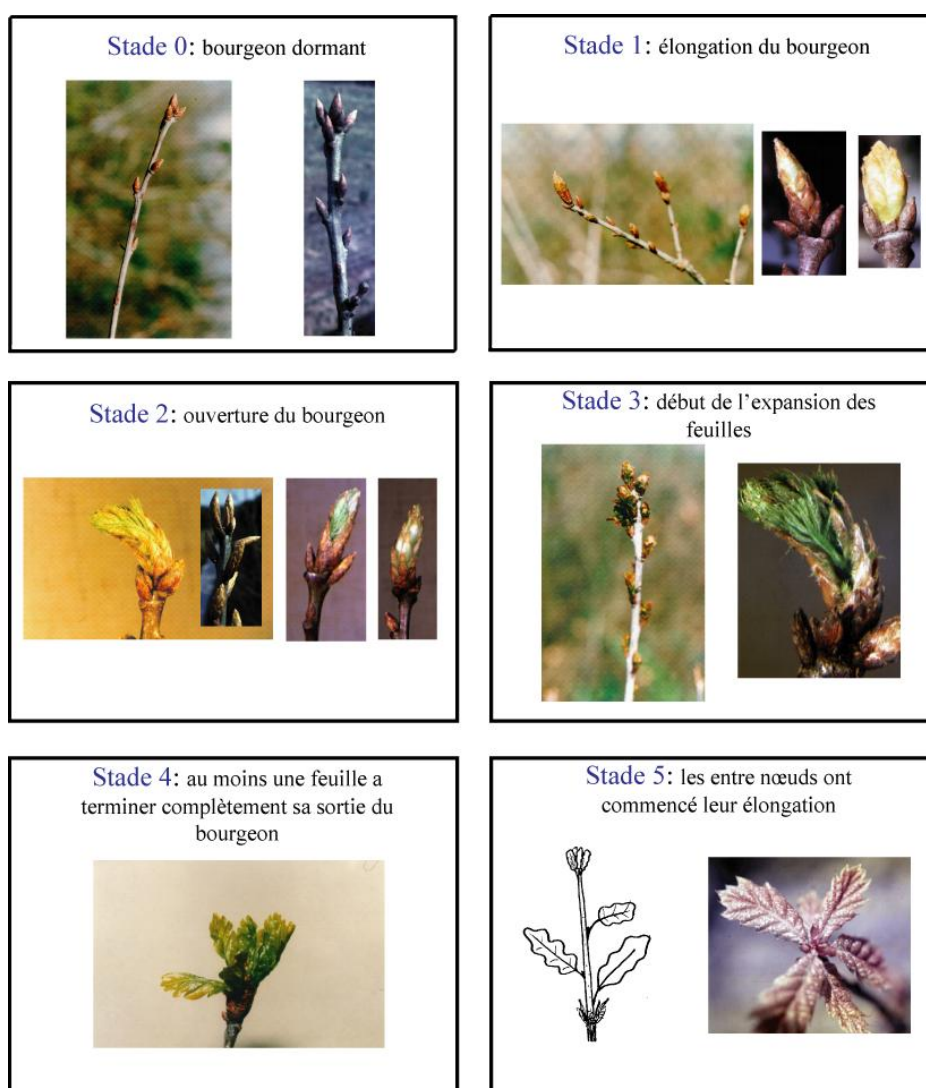 Stade 0: bourgeon dormant
Stade 1: élongation du bourgeon
Stade 2: ouverture du bourgeon
Stade 3: début de l’expansion des
feuilles
Stade 4: au moins une feuille a
terminer complètement sa sortie du
bourgeon
Stade 5: les entre nœuds ont
commencé leur élongation